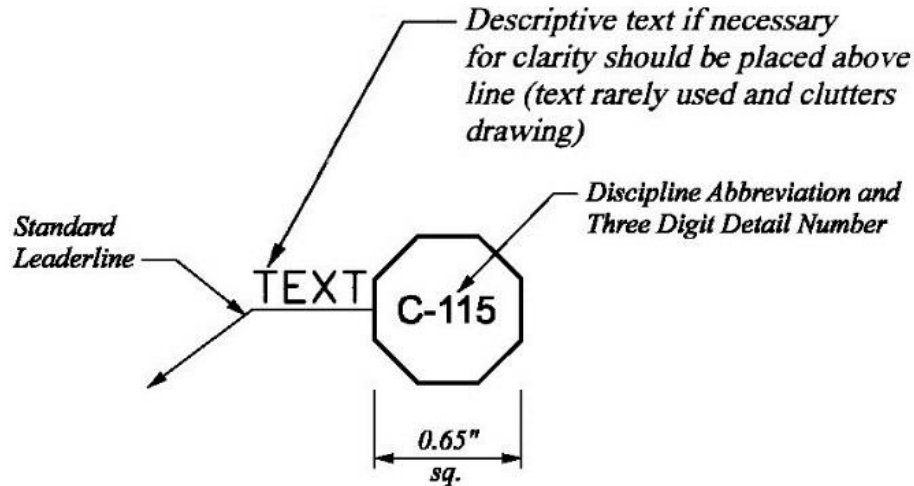 Descriptive text if necessary
for clarity should be placed above
line (text rarely used and clutters
drawing)
Discipline Abbreviation and
Three Digit Detail Number
Standard
Leaderline
TEXT
C-115
0.65"
sq.